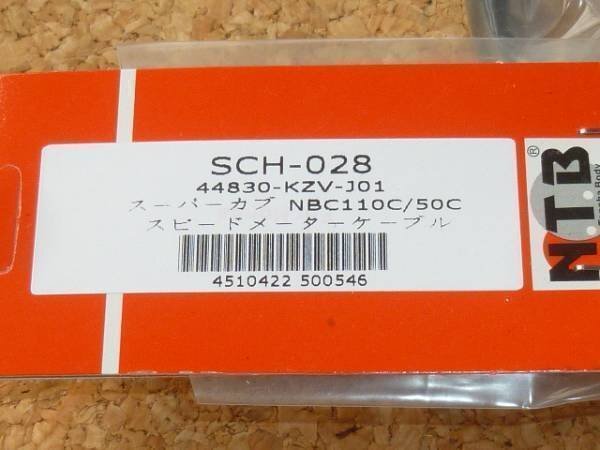 SCH-028
44830-KZV-J01
スーパーカブ NBC110C/50C
スピードメーターケーブル
4510422 500546
NTB
®